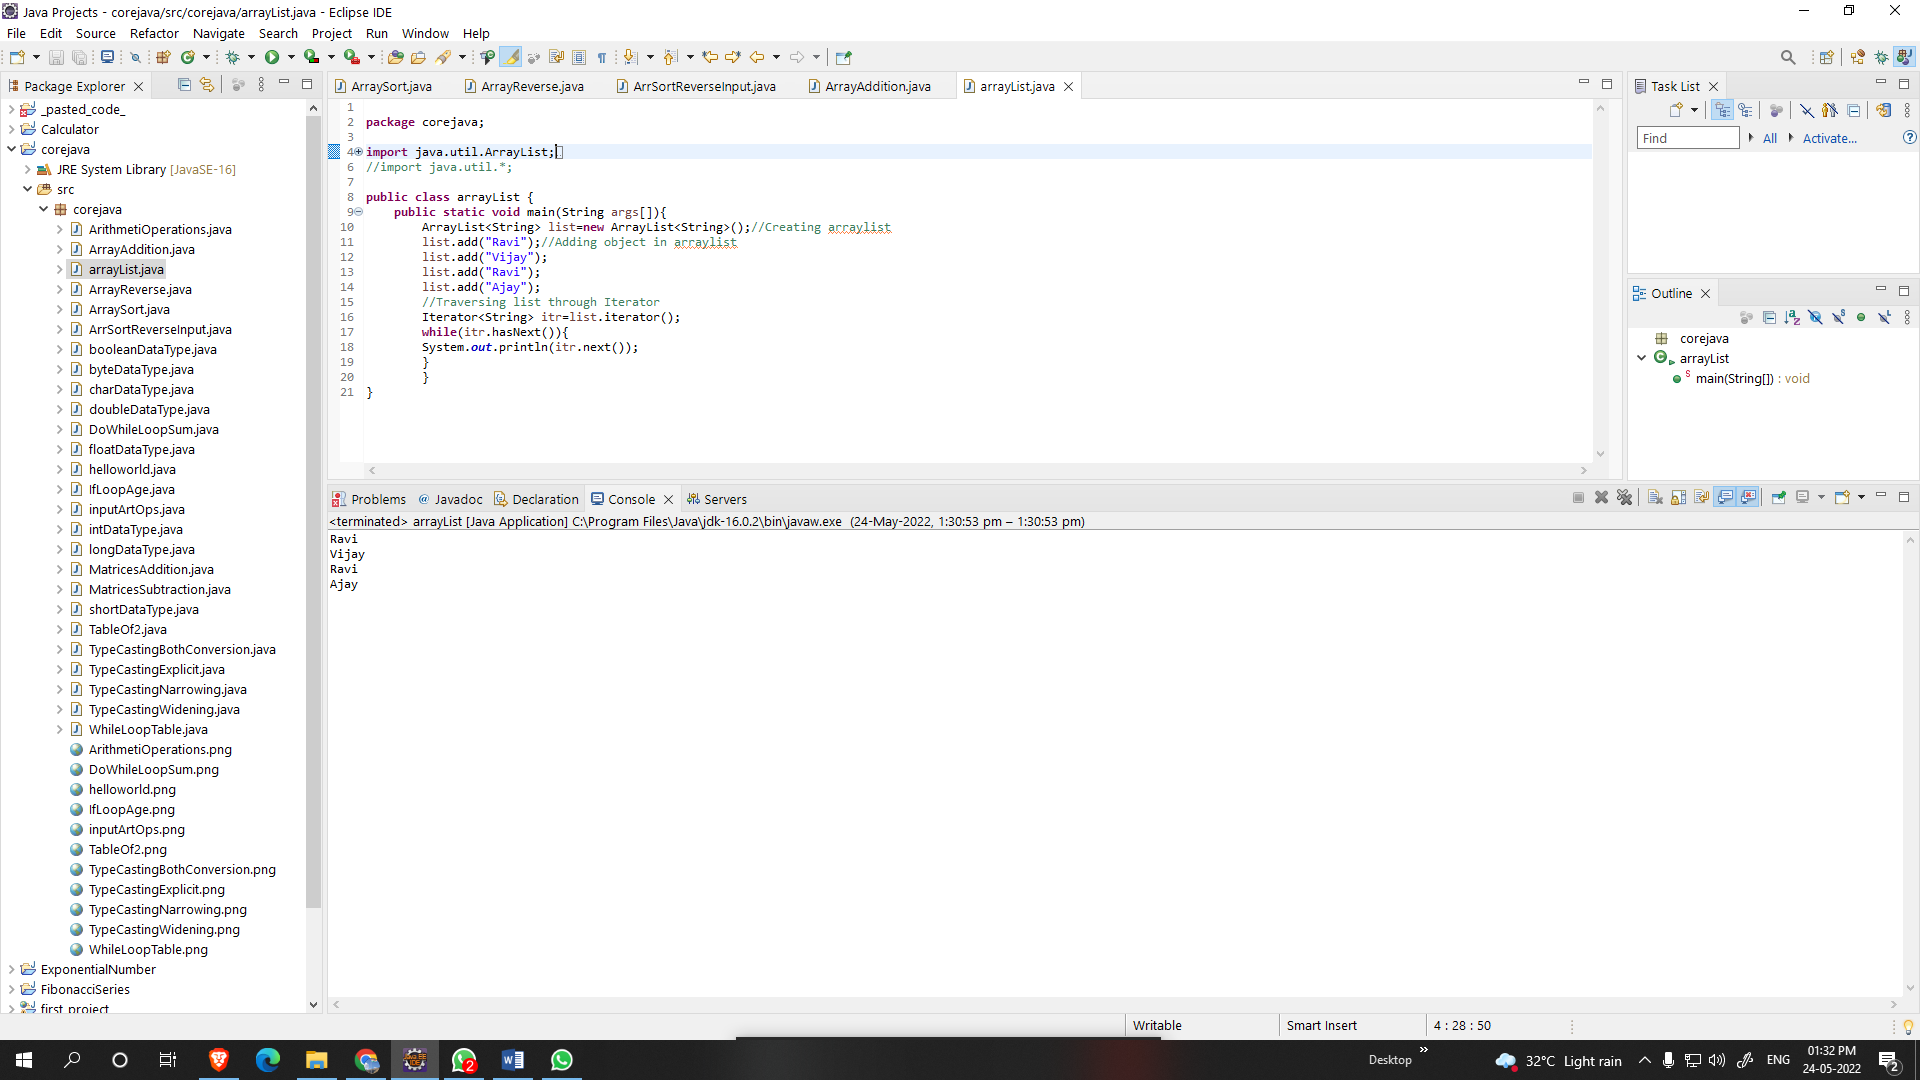 Java Projects - corejava/src/corejava/arrayList.java - Eclipse IDE
File Edit Source Refactor Navigate Search Project Run Window Help
Package Explorer
_pasted_code_
Calculator
corejava
JRE System Library [JavaSE-16]
src
corejava
ArithmetiOperations.java
ArrayAddition.java
arrayList.java
ArrayReverse.java
ArraySort.java
ArrSortReverseInput.java
booleanDataType.java
byteDataType.java
charDataType.java
doubleDataType.java
DoWhileLoopSum.java
floatDataType.java
helloworld.java
IfLoopAge.java
inputArtOps.java
intDataType.java
longDataType.java
MatricesAddition.java
MatricesSubtraction.java
shortDataType.java
TableOf2.java
TypeCastingBothConversion.java
TypeCastingExplicit.java
TypeCastingNarrowing.java
TypeCastingWidening.java
WhileLoopTable.java
ArithmetiOperations.png
DoWhileLoopSum.png
helloworld.png
IfLoopAge.png
inputArtOps.png
TableOf2.png
TypeCastingBothConversion.png
TypeCastingExplicit.png
TypeCastingNarrowing.png
TypeCastingWidening.png
WhileLoopTable.png
ExponentialNumber
FibonacciSeries
first_project
ArraySort.java ArrayReverse.java ArrSortReverseInput.java ArrayAddition.java arrayList.java
1
2 package corejava;
3
4 import java.util.ArrayList;
6 //import java.util.*;
7
8 public class arrayList {
9 public static void main(String args[]){
10 ArrayList<String> list=new ArrayList<String>();//Creating arraylist
11 list.add("Ravi");//Adding object in arraylist
12 list.add("Vijay");
13 list.add("Ravi");
14 list.add("Ajay");
15 //Traversing list through Iterator
16 Iterator<String> itr=list.iterator();
17 while(itr.hasNext()){
18 System.out.println(itr.next());
19 }
20 }
21 }
Task List
Find All Activate...
Outline
corejava
arrayList
main(String[]) : void
Problems @ Javadoc Declaration Console Servers
<terminated> arrayList [Java Application] C:\Program Files\Java\jdk-16.0.2\bin\javaw.exe (24-May-2022, 1:30:53 pm – 1:30:53 pm)
Ravi
Vijay
Ravi
Ajay
Writable Smart Insert 4 : 28 : 50
2
Desktop » 32°C Light rain ENG 01:32 PM
24-05-2022
2